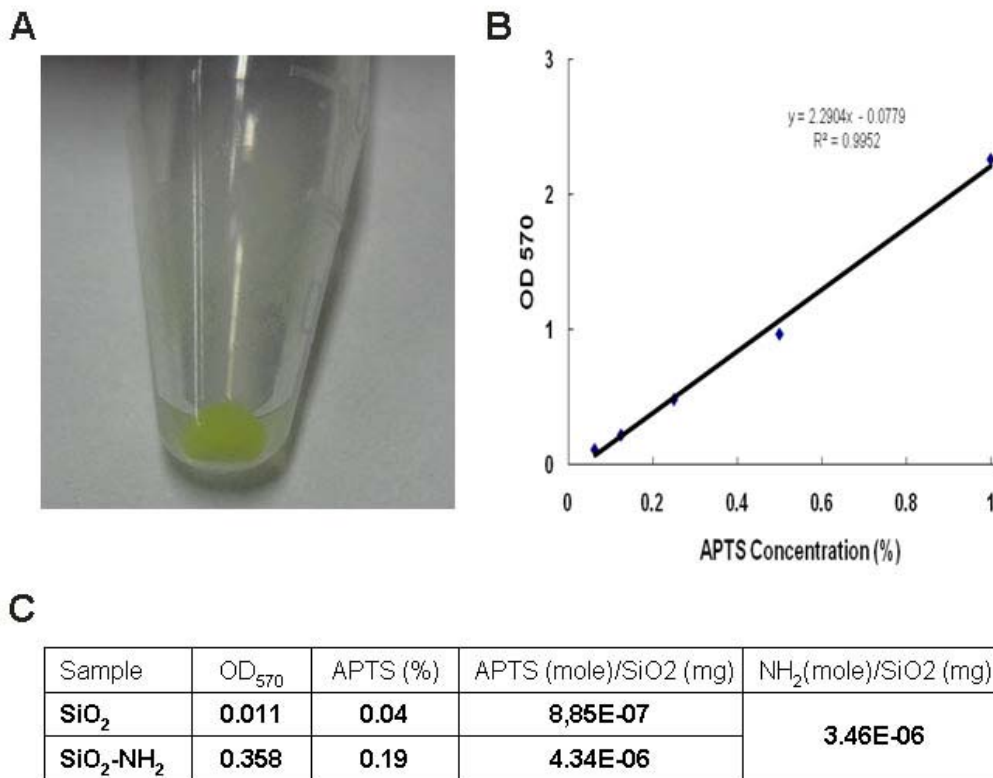 A
B
3
y = 2.2904x - 0.0779
R² = 0.9952
2
OD 570
1
0
0 0.2 0.4 0.6 0.8 1
APTS Concentration (%)
C
Sample OD₅₇₀ APTS (%) APTS (mole)/SiO2 (mg) NH₂(mole)/SiO2 (mg)
SiO₂ 0.011 0.04 8,85E-07 3.46E-06
SiO₂-NH₂ 0.358 0.19 4.34E-06